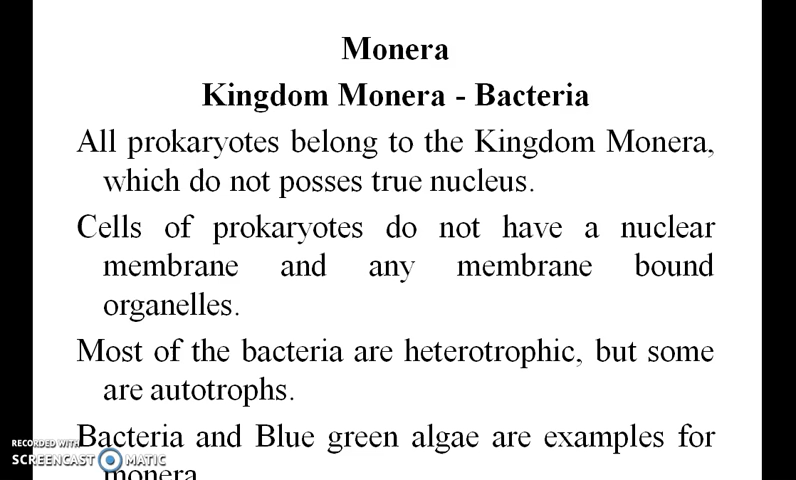 Monera
Kingdom Monera - Bacteria
All prokaryotes belong to the Kingdom Monera,
which do not posses true nucleus.
Cells of prokaryotes do not have a nuclear
membrane and any membrane bound
organelles.
Most of the bacteria are heterotrophic, but some
are autotrophs.
Bacteria and Blue green algae are examples for
monera
RECORDED WITH
SCREENCAST MATIC